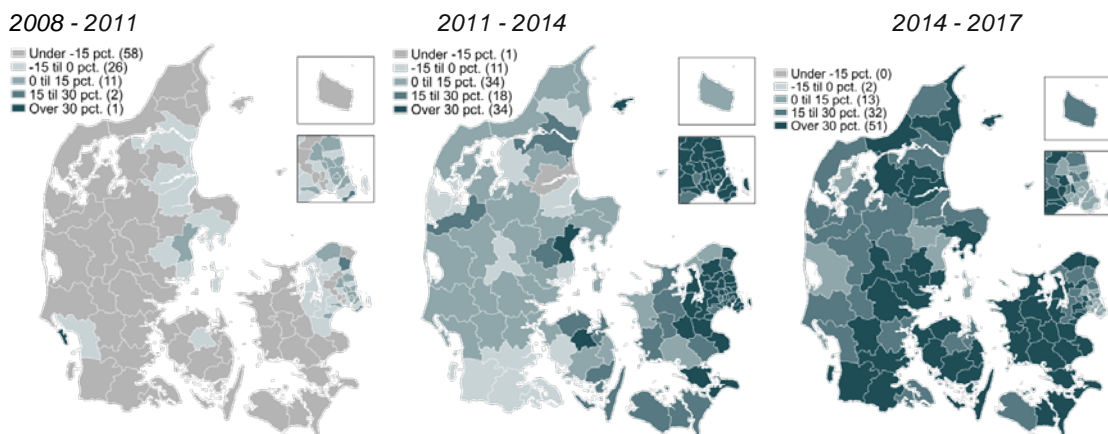 2008 - 2011
Under -15 pct. (58)
-15 til 0 pct. (26)
0 til 15 pct. (11)
15 til 30 pct. (2)
Over 30 pct. (1)
2011 - 2014
Under -15 pct. (1)
-15 til 0 pct. (11)
0 til 15 pct. (34)
15 til 30 pct. (18)
Over 30 pct. (34)
2014 - 2017
Under -15 pct. (0)
-15 til 0 pct. (2)
0 til 15 pct. (13)
15 til 30 pct. (32)
Over 30 pct. (51)